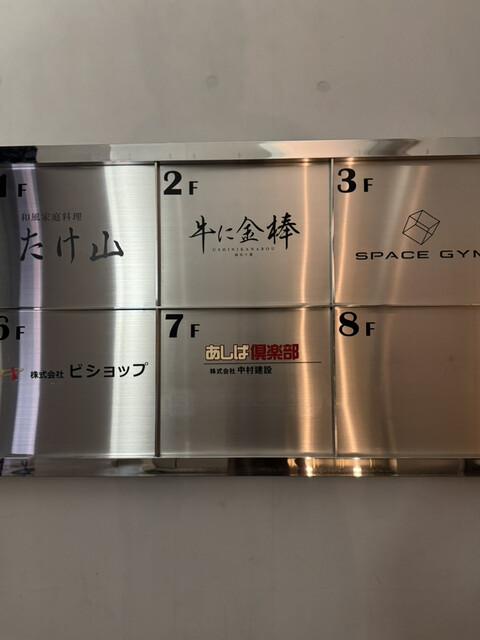 1F
和風家庭料理
たけ山
2F
牛に金棒
USHINIKANABOU
3F
SPACE GYM
6F
株式会社 ビショップ
7F
あしば倶楽部
株式会社 中村建設
8F